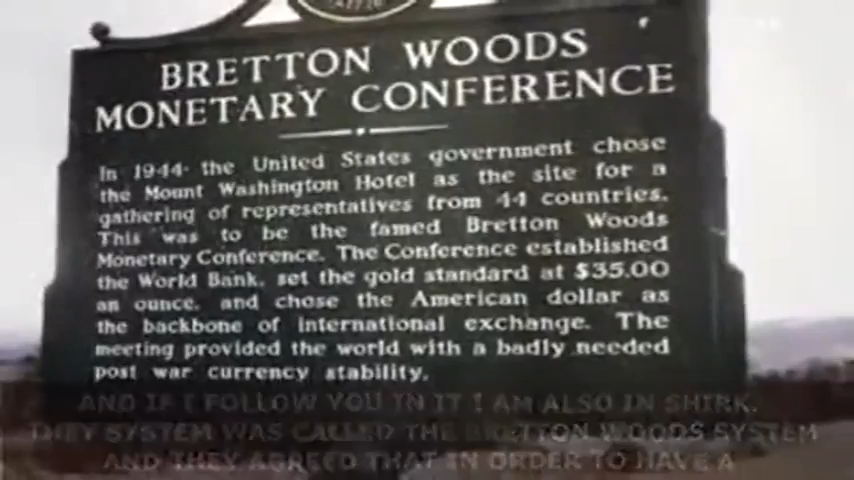 BRETTON WOODS
MONETARY CONFERENCE
In 1944 the United States government chose
the Mount Washington Hotel as the site for a
gathering of representatives from 44 countries.
This was to be the famed Bretton Woods
Monetary Conference. The Conference established
the World Bank, set the gold standard at $35.00
an ounce, and chose the American dollar as
the backbone of international exchange. The
meeting provided the world with a badly needed
post war currency stability.
AND IF I FOLLOW YOU IN IT I AM ALSO IN SHIRK.
THEY SYSTEM WAS CALLED THE BRETTON WOODS SYSTEM
AND THEY AGREED THAT IN ORDER TO HAVE A